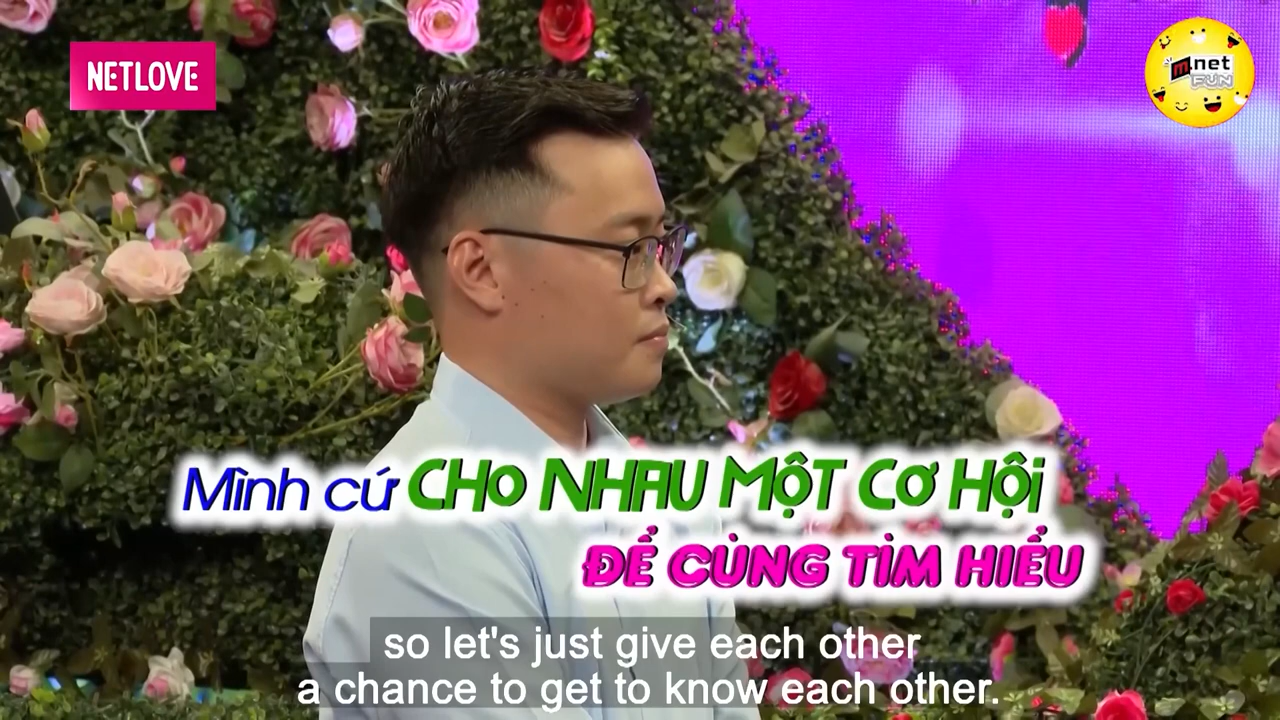 NETLOVE
m.net
FUN
Mình cứ CHO NHAU MỘT CƠ HỘI
ĐỂ CÙNG TÌM HIỂU
so let's just give each other
a chance to get to know each other.